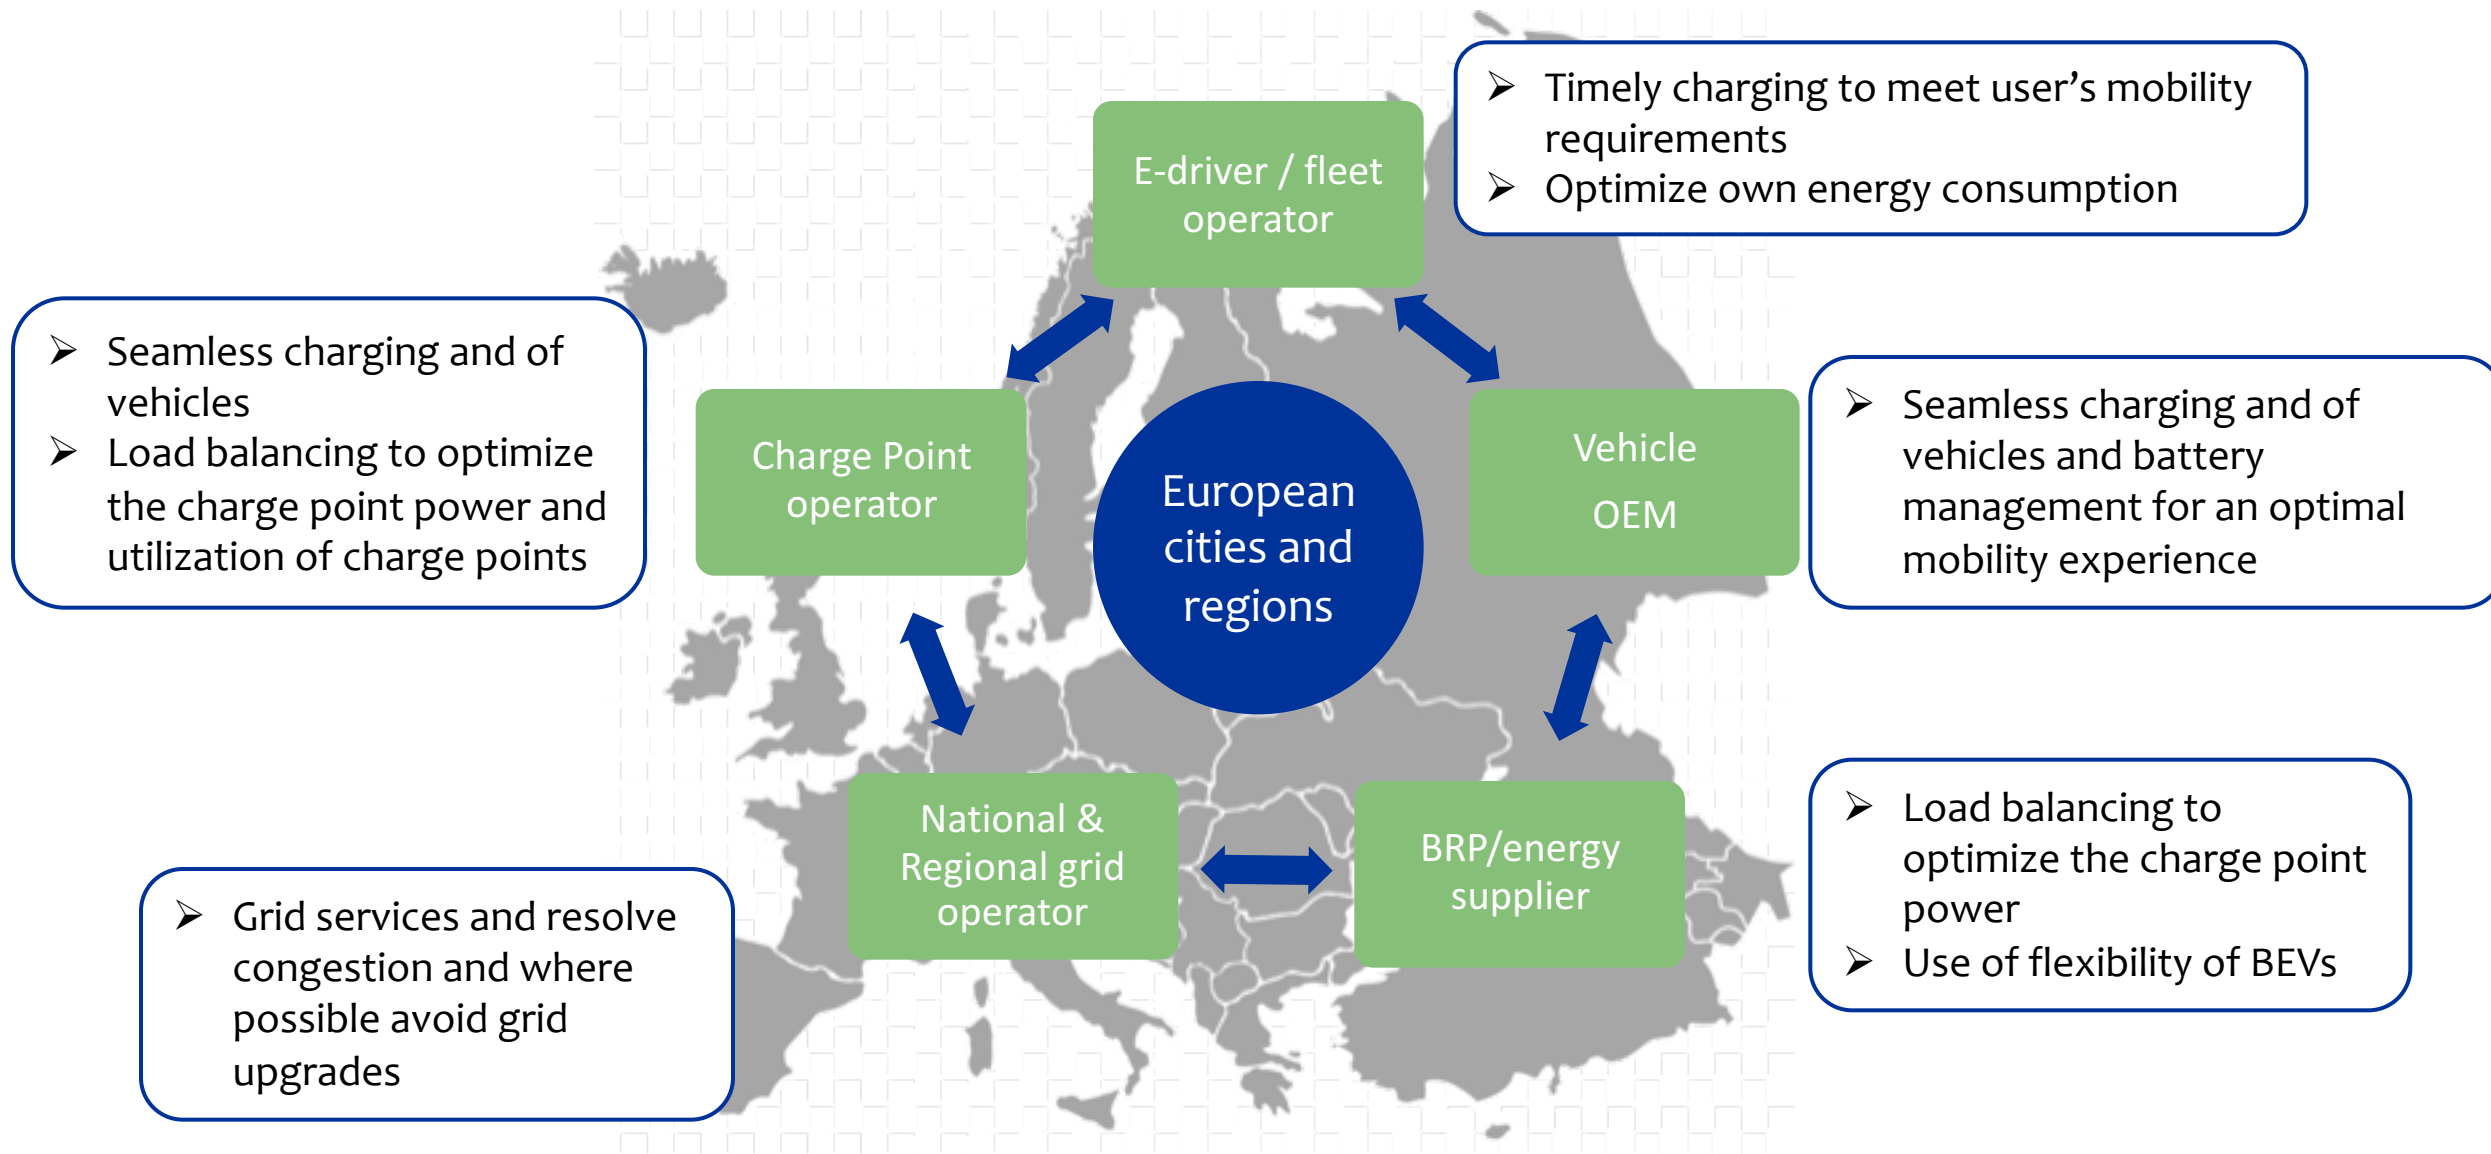 ➢ Timely charging to meet user’s mobility
requirements
➢ Optimize own energy consumption
E-driver / fleet
operator
➢ Seamless charging and of
vehicles
➢ Load balancing to optimize
the charge point power and
utilization of charge points
Charge Point
operator
European
cities and
regions
Vehicle
OEM
➢ Seamless charging and of
vehicles and battery
management for an optimal
mobility experience
National &
Regional grid
operator
BRP/energy
supplier
➢ Load balancing to
optimize the charge point
power
➢ Use of flexibility of BEVs
➢ Grid services and resolve
congestion and where
possible avoid grid
upgrades